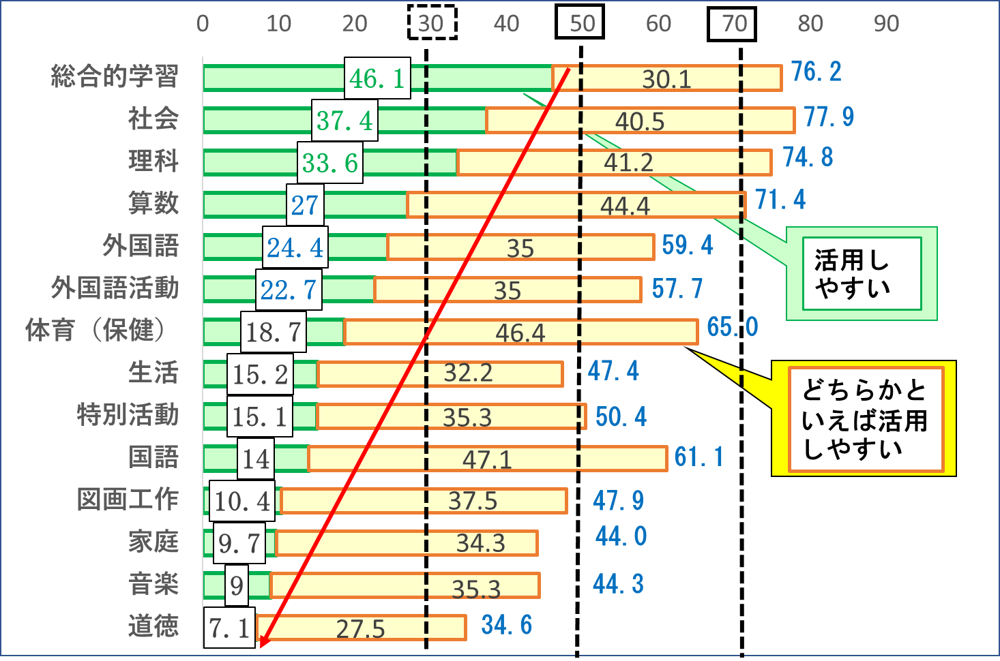 0 10 20 30 40 50 60 70 80 90
総合的学習 46.1 30.1 76.2
社会 37.4 40.5 77.9
理科 33.6 41.2 74.8
算数 27 44.4 71.4
外国語 24.4 35 59.4
外国語活動 22.7 35 57.7
体育（保健） 18.7 46.4 65.0
生活 15.2 32.2 47.4
特別活動 15.1 35.3 50.4
国語 14 47.1 61.1
図画工作 10.4 37.5 47.9
家庭 9.7 34.3 44.0
音楽 9 35.3 44.3
道徳 7.1 27.5 34.6
活用し
やすい
どちらかと
いえば活用
しやすい